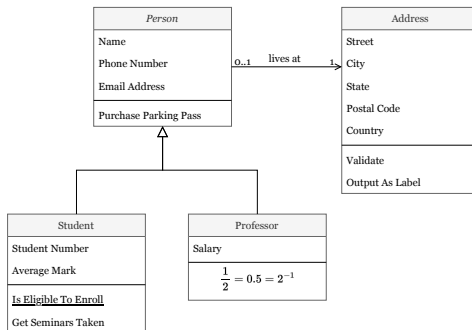 Person
Name
Phone Number
Email Address
Purchase Parking Pass
0..1 lives at 1
Address
Street
City
State
Postal Code
Country
Validate
Output As Label
Student
Student Number
Average Mark
Is Eligible To Enroll
Get Seminars Taken
Professor
Salary
1/2 = 0.5 = 2^{-1}